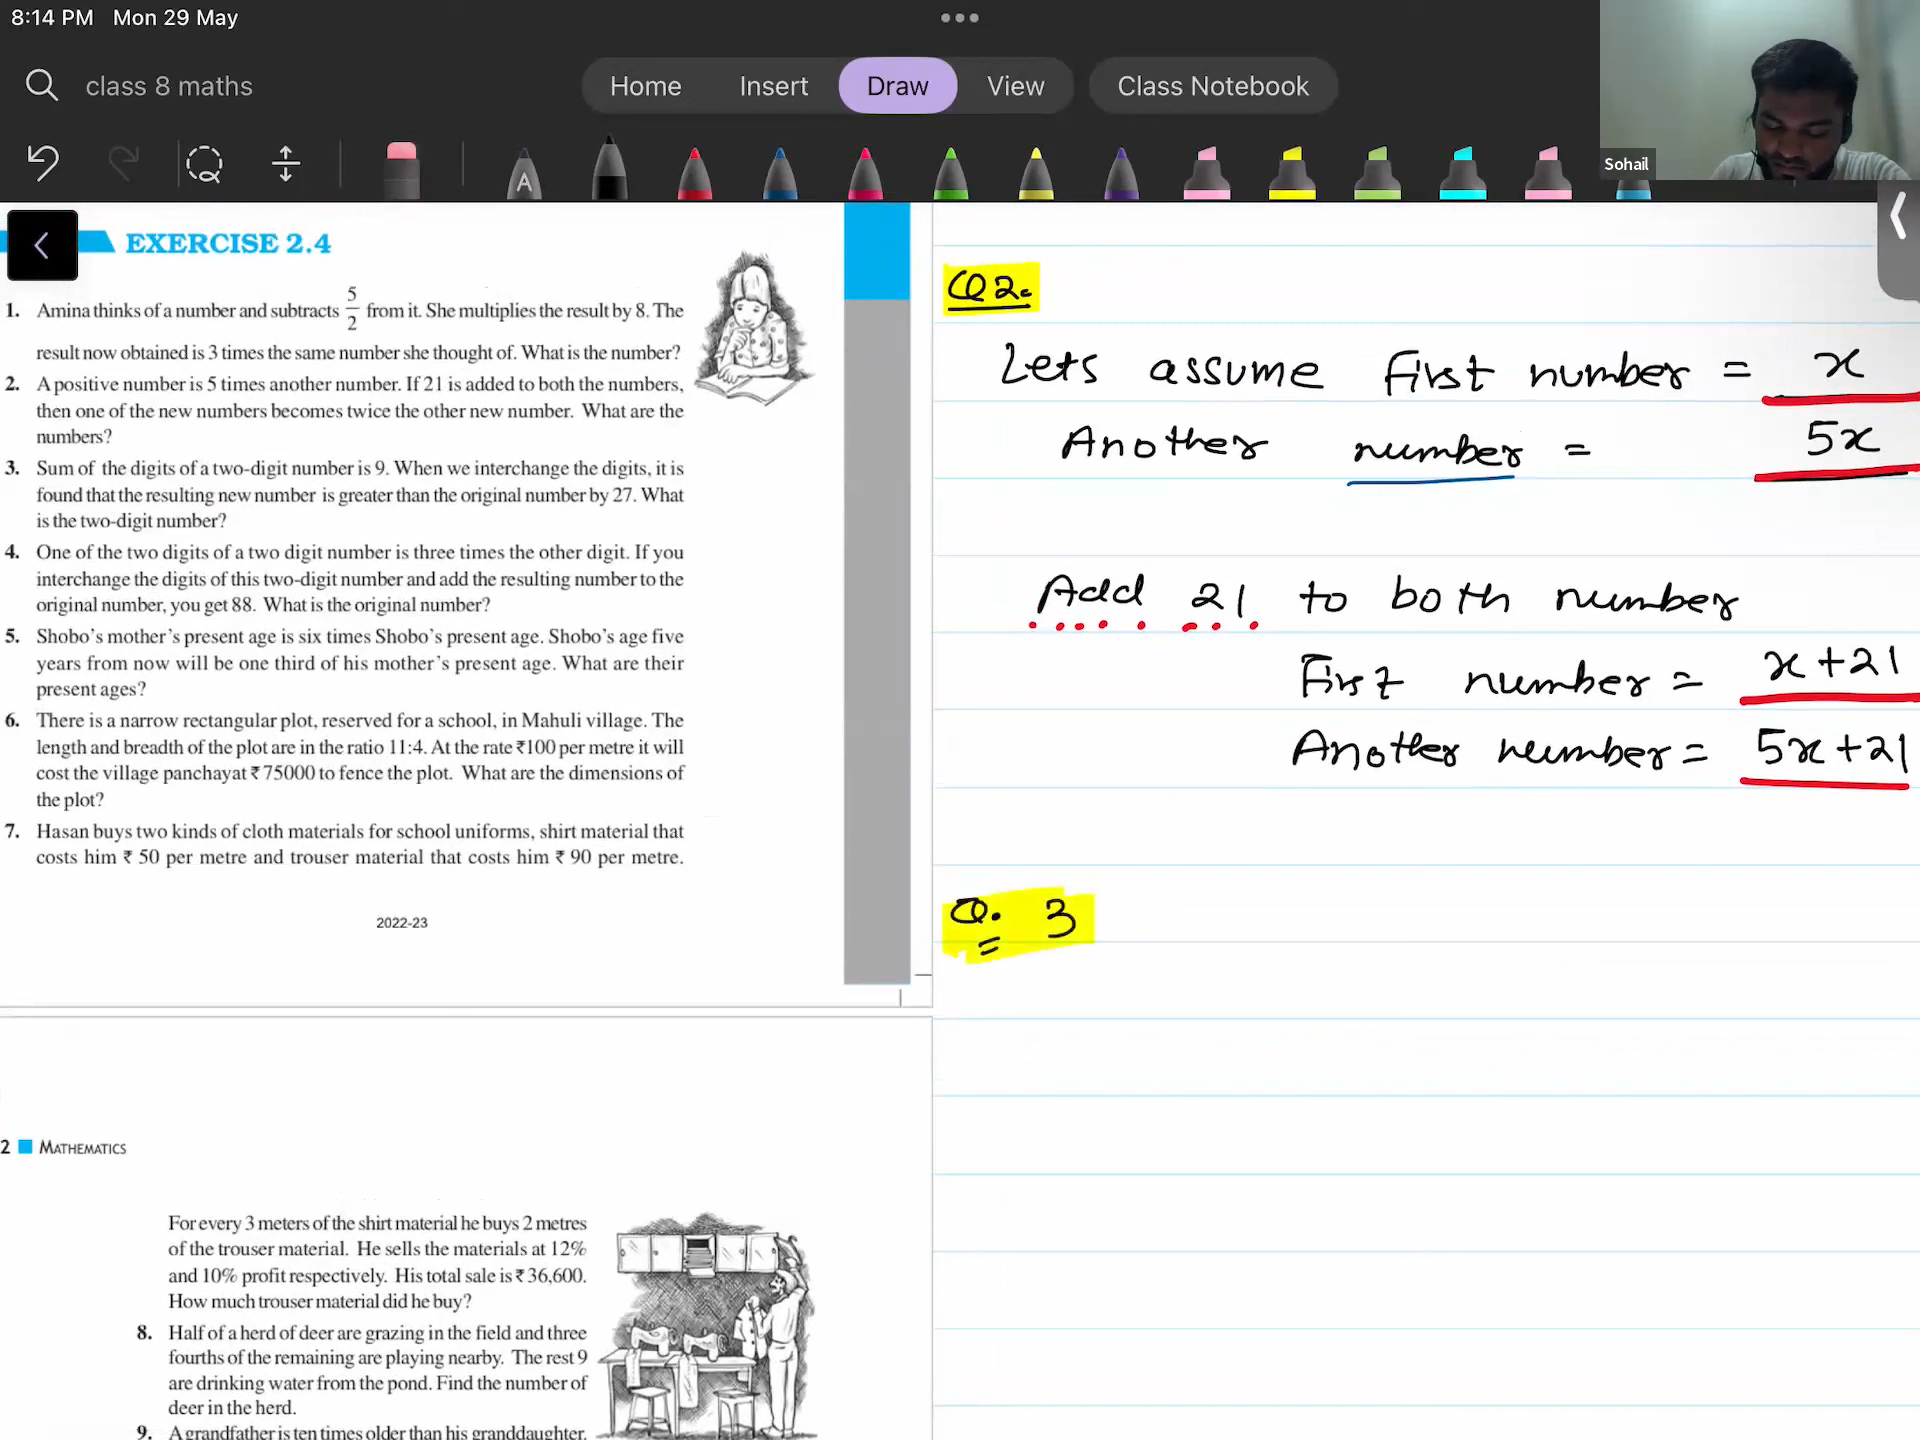 8:14 PM Mon 29 May
class 8 maths
Home Insert Draw View Class Notebook
A
Sohail
EXERCISE 2.4
1. Amina thinks of a number and subtracts 5/2 from it. She multiplies the result by 8. The
result now obtained is 3 times the same number she thought of. What is the number?
2. A positive number is 5 times another number. If 21 is added to both the numbers,
then one of the new numbers becomes twice the other new number. What are the
numbers?
3. Sum of the digits of a two-digit number is 9. When we interchange the digits, it is
found that the resulting new number is greater than the original number by 27. What
is the two-digit number?
4. One of the two digits of a two digit number is three times the other digit. If you
interchange the digits of this two-digit number and add the resulting number to the
original number, you get 88. What is the original number?
5. Shobo's mother's present age is six times Shobo's present age. Shobo's age five
years from now will be one third of his mother's present age. What are their
present ages?
6. There is a narrow rectangular plot, reserved for a school, in Mahuli village. The
length and breadth of the plot are in the ratio 11:4. At the rate ₹100 per metre it will
cost the village panchayat ₹ 75000 to fence the plot. What are the dimensions of
the plot?
7. Hasan buys two kinds of cloth materials for school uniforms, shirt material that
costs him ₹ 50 per metre and trouser material that costs him ₹ 90 per metre.
2022-23
2 MATHEMATICS
For every 3 meters of the shirt material he buys 2 metres
of the trouser material. He sells the materials at 12%
and 10% profit respectively. His total sale is ₹ 36,600.
How much trouser material did he buy?
8. Half of a herd of deer are grazing in the field and three
fourths of the remaining are playing nearby. The rest 9
are drinking water from the pond. Find the number of
deer in the herd.
9. A grandfather is ten times older than his granddaughter.
Q2.
Lets assume First number = x
Another number = 5x
Add 21 to both number
First number = x+21
Another number = 5x+21
Q. 3